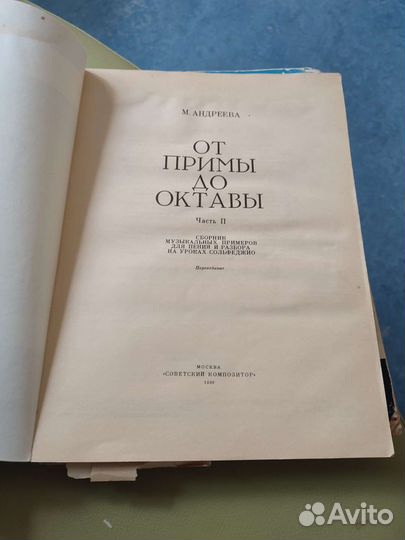 М. АНДРЕЕВА
ОТ
ПРИМЫ
ДО
ОКТАВЫ
Часть II
СБОРНИК
МУЗЫКАЛЬНЫХ ПРИМЕРОВ
ДЛЯ ПЕНИЯ И РАЗБОРА
НА УРОКАХ СОЛЬФЕДЖИО
Переиздание
МОСКВА
«СОВЕТСКИЙ КОМПОЗИТОР»
Avito